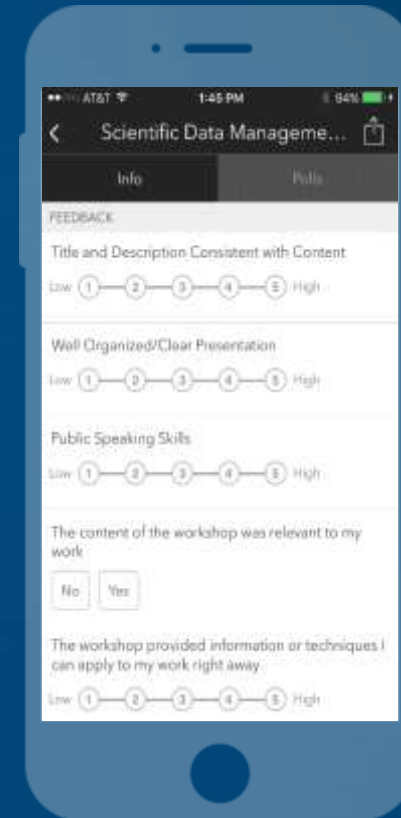 AT&T 1:45 PM 94%
Scientific Data Manageme...
Info Polls
FEEDBACK
Title and Description Consistent with Content
Low 1 2 3 4 5 High
Well Organized/Clear Presentation
Low 1 2 3 4 5 High
Public Speaking Skills
Low 1 2 3 4 5 High
The content of the workshop was relevant to my
work
No Yes
The workshop provided information or techniques I
can apply to my work right away
Low 1 2 3 4 5 High